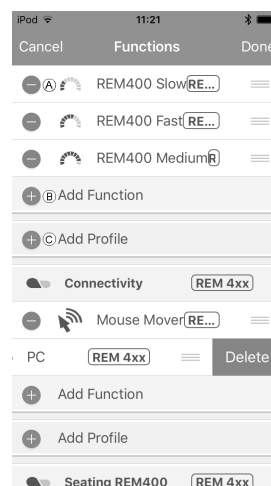 iPod 11:21
Cancel Functions Done
A REM400 Slow RE...
REM400 Fast RE...
REM400 Medium R
B Add Function
C Add Profile
Connectivity REM 4xx
Mouse Mover RE...
PC REM 4xx Delete
Add Function
Add Profile
Seating REM400 REM 4xx